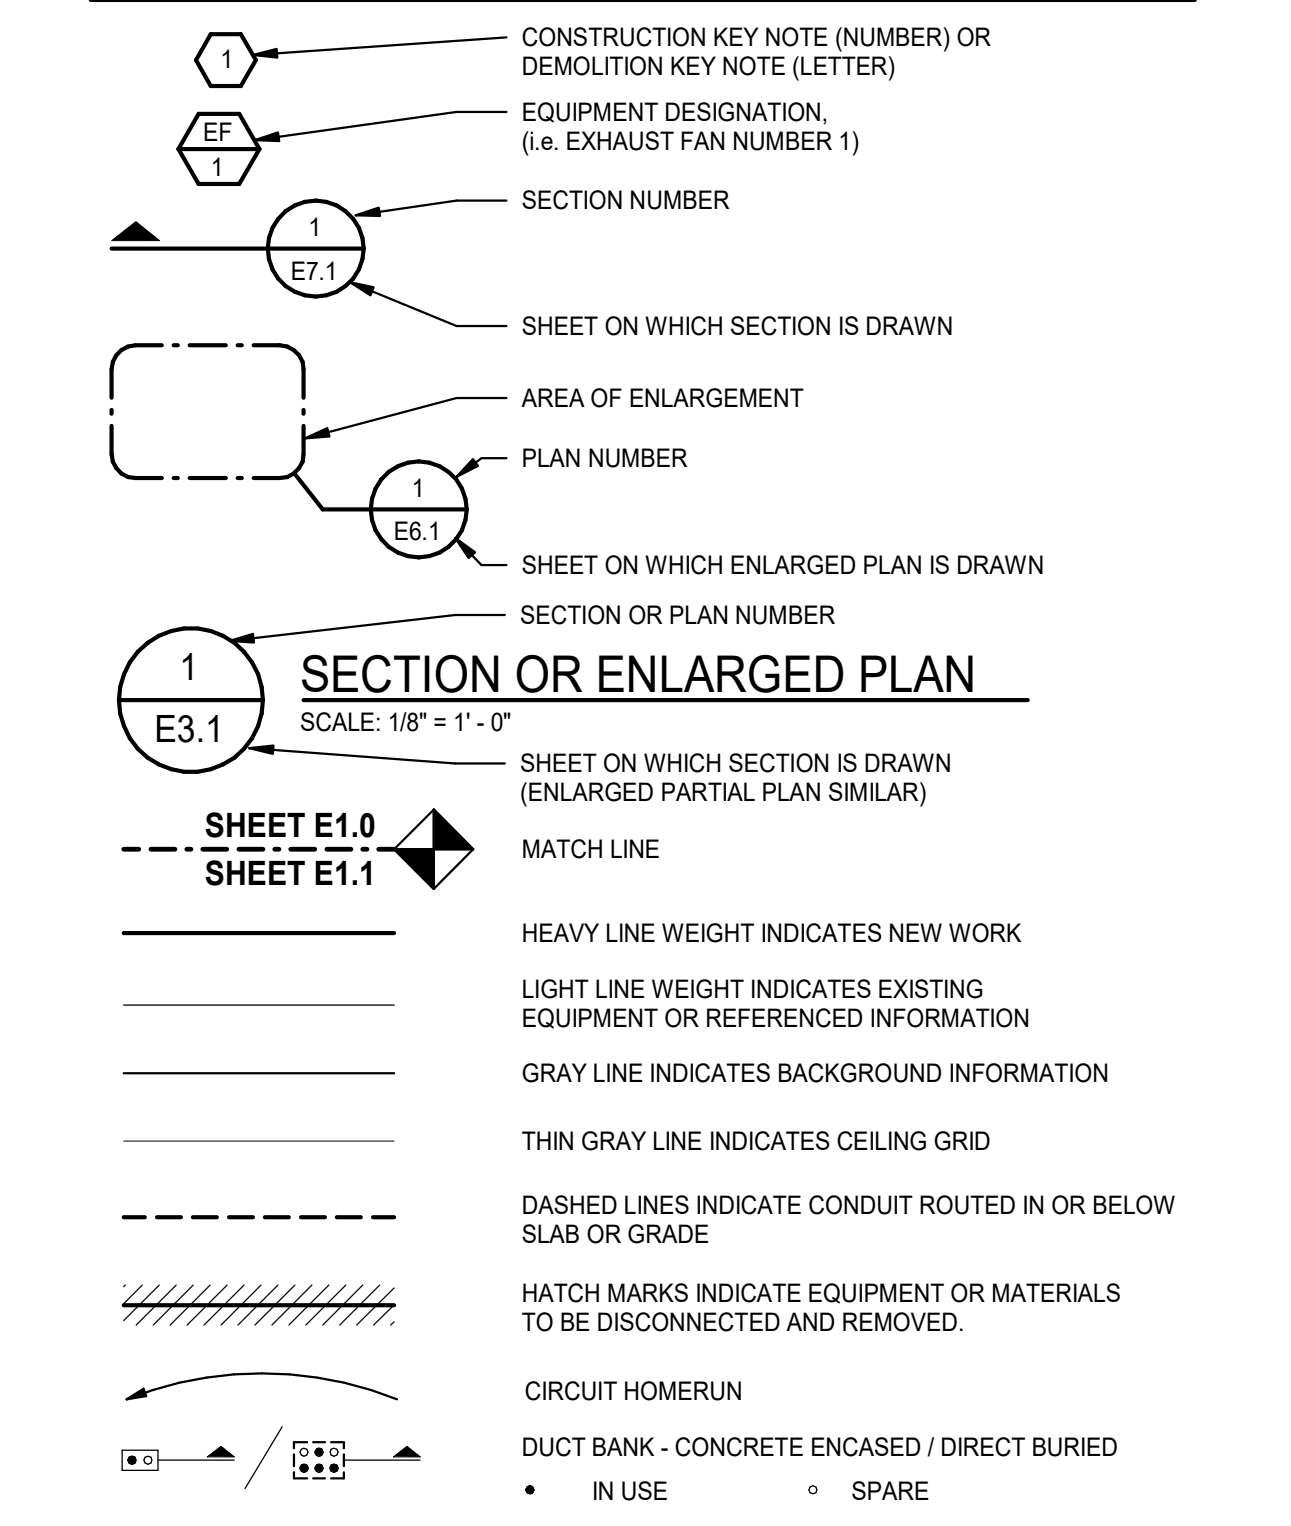 1
CONSTRUCTION KEY NOTE (NUMBER) OR
DEMOLITION KEY NOTE (LETTER)
EF
1
EQUIPMENT DESIGNATION,
(i.e. EXHAUST FAN NUMBER 1)
SECTION NUMBER
1
E7.1
SHEET ON WHICH SECTION IS DRAWN
AREA OF ENLARGEMENT
PLAN NUMBER
1
E6.1
SHEET ON WHICH ENLARGED PLAN IS DRAWN
SECTION OR PLAN NUMBER
1
E3.1
SECTION OR ENLARGED PLAN
SCALE: 1/8" = 1' - 0"
SHEET ON WHICH SECTION IS DRAWN
(ENLARGED PARTIAL PLAN SIMILAR)
SHEET E1.0
SHEET E1.1
MATCH LINE
HEAVY LINE WEIGHT INDICATES NEW WORK
LIGHT LINE WEIGHT INDICATES EXISTING
EQUIPMENT OR REFERENCED INFORMATION
GRAY LINE INDICATES BACKGROUND INFORMATION
THIN GRAY LINE INDICATES CEILING GRID
DASHED LINES INDICATE CONDUIT ROUTED IN OR BELOW
SLAB OR GRADE
HATCH MARKS INDICATE EQUIPMENT OR MATERIALS
TO BE DISCONNECTED AND REMOVED.
CIRCUIT HOMERUN
DUCT BANK - CONCRETE ENCASED / DIRECT BURIED
IN USE SPARE